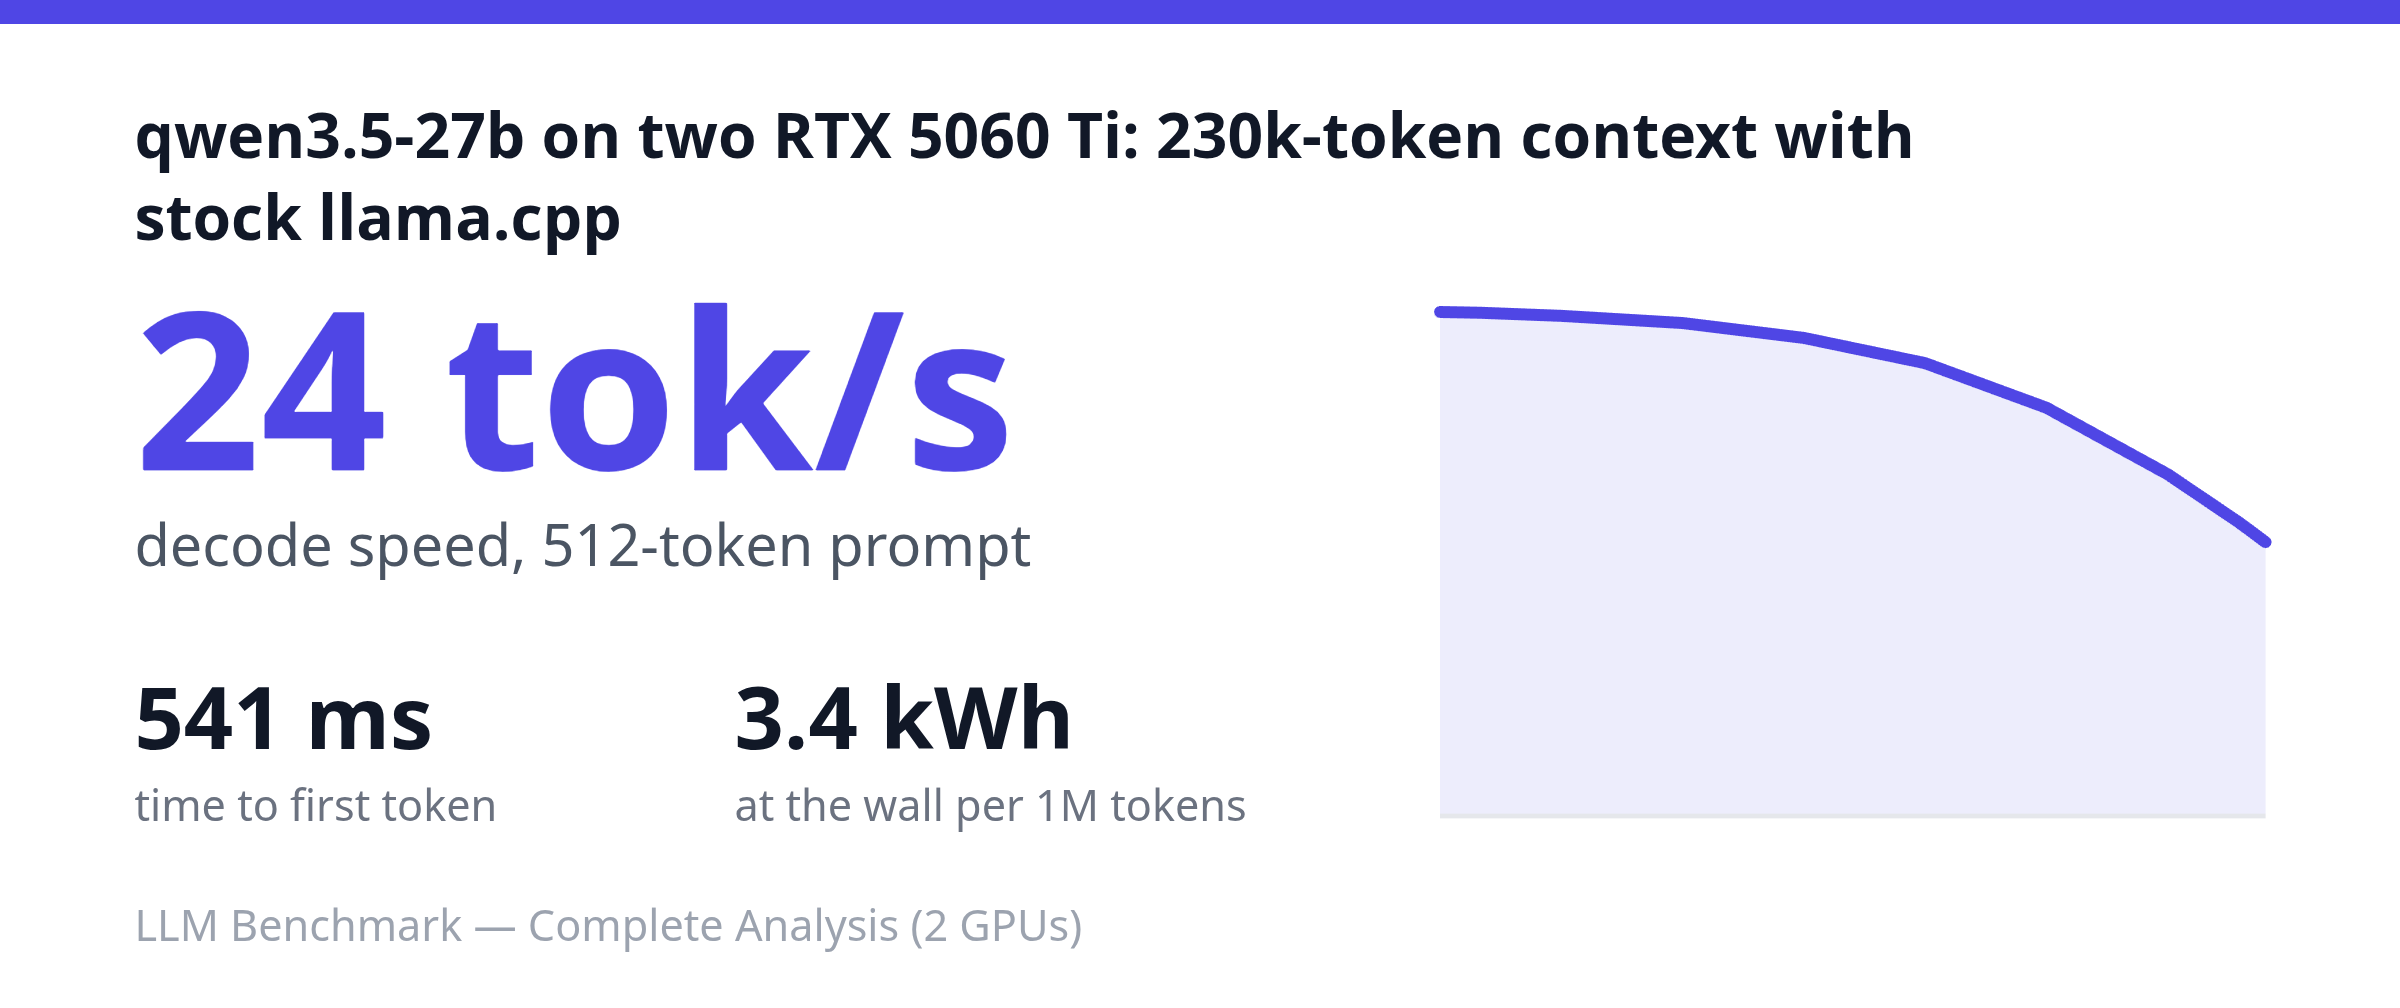 qwen3.5-27b on two RTX 5060 Ti: 230k-token context with
stock llama.cpp
24 tok/s
decode speed, 512-token prompt
541 ms
time to first token
3.4 kWh
at the wall per 1M tokens
LLM Benchmark — Complete Analysis (2 GPUs)